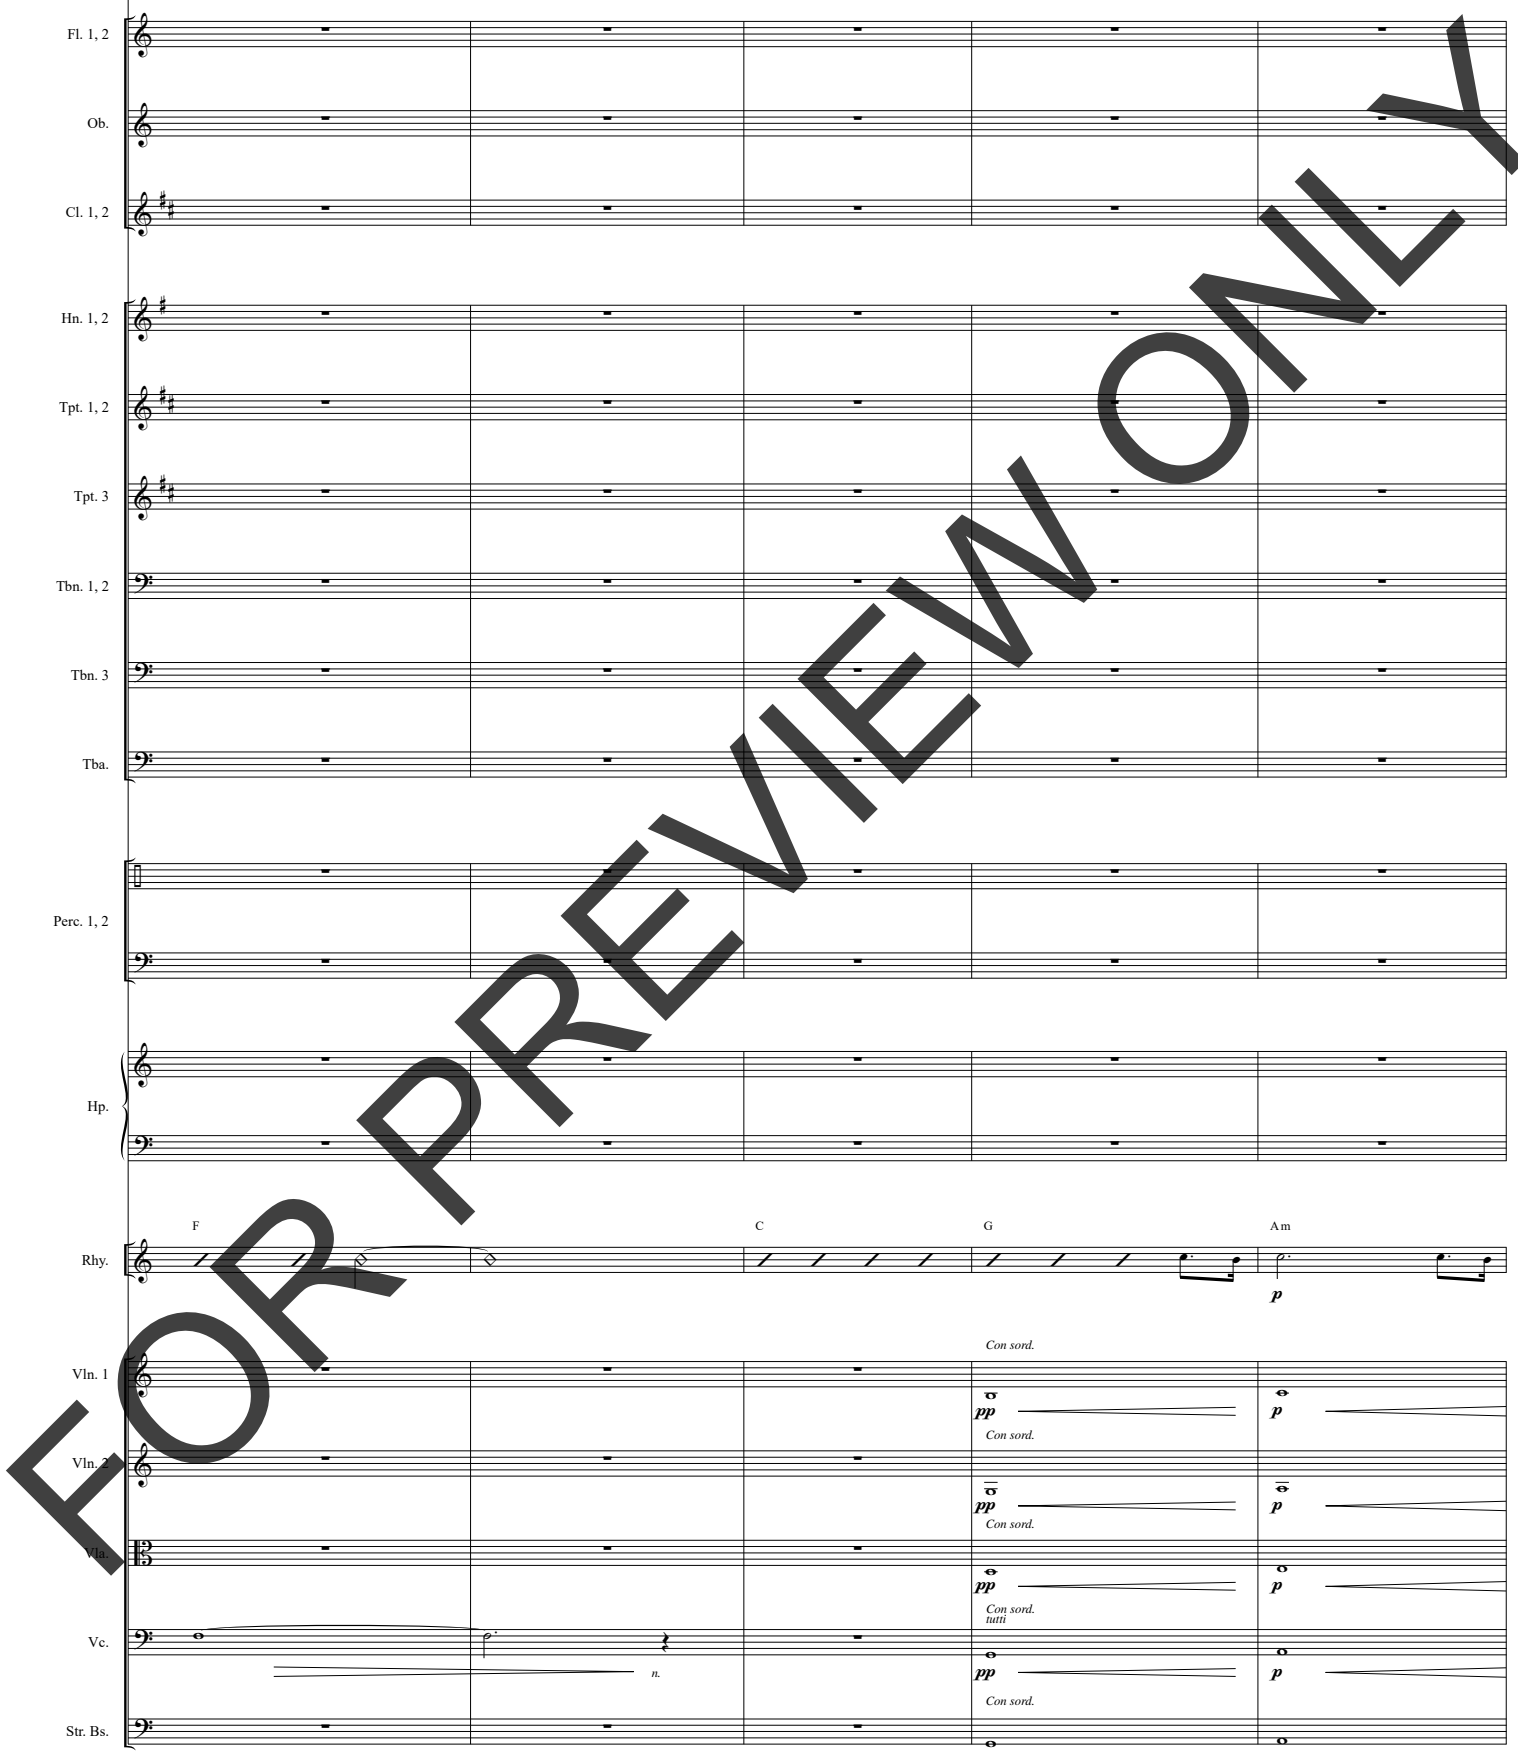 Fl. 1, 2
Ob.
Cl. 1, 2
Hn. 1, 2
Tpt. 1, 2
Tpt. 3
Tbn. 1, 2
Tbn. 3
Tba.
Perc. 1, 2
Hp.
F C G Am
Rhy.
p
Con sord.
Vln. 1
pp p
Con sord.
Vln. 2
pp p
Con sord.
Vla.
pp p
Con sord.
tutti
Vc.
n. pp p
Con sord.
Str. Bs.
FOR PREVIEW ONLY